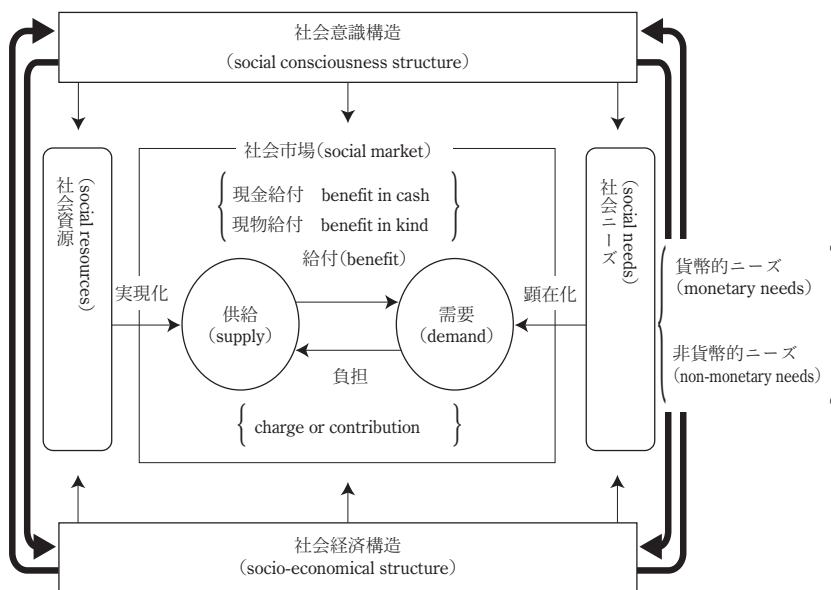 社会意識構造
（social consciousness structure）
社会市場（social market）
現金給付　benefit in cash
現物給付　benefit in kind
給付（benefit）
社会資源
（social resources）
実現化
供給
（supply）
需要
（demand）
負担
charge or contribution
顕在化
社会ニーズ
（social needs）
貨幣的ニーズ
（monetary needs）
非貨幣的ニーズ
（non-monetary needs）
社会経済構造
（socio-economical structure）